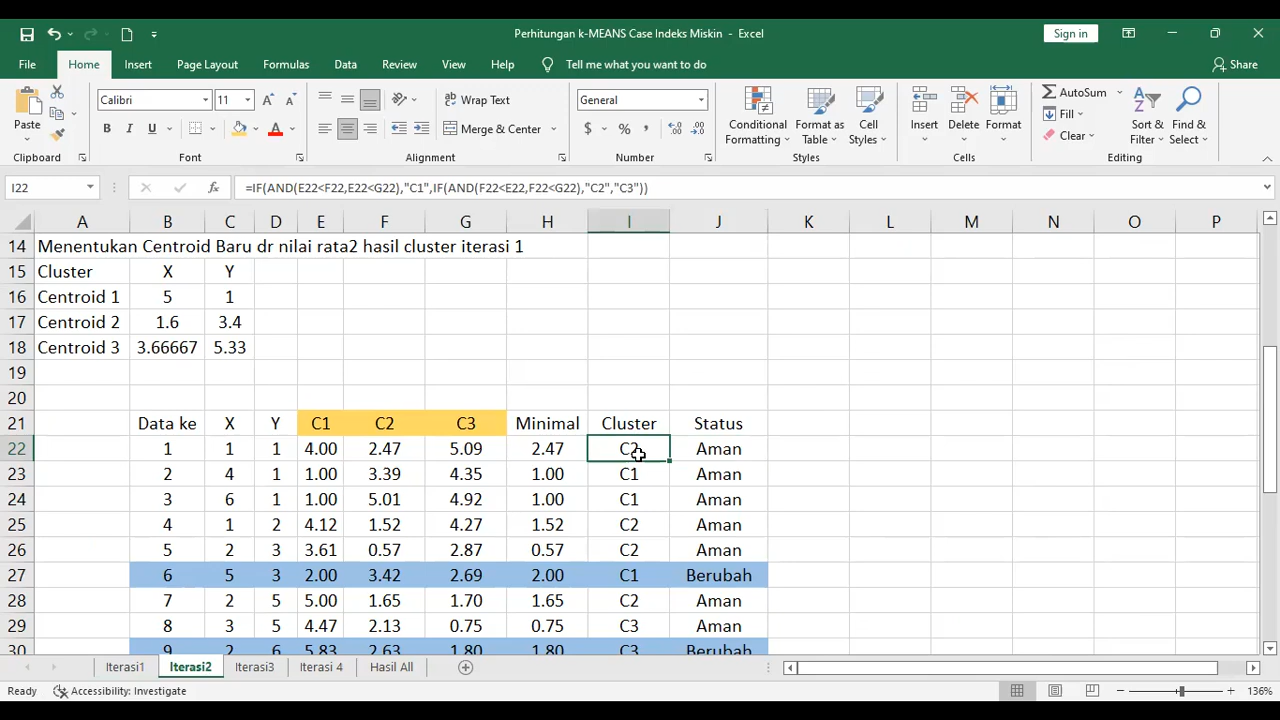 Perhitungan k-MEANS Case Indeks Miskin - Excel
Sign in
File Home Insert Page Layout Formulas Data Review View Help Tell me what you want to do Share
Paste
Clipboard
Calibri 11
B I U
Font
Wrap Text
Merge & Center
Alignment
General
$ % ,
Number
Conditional Formatting
Format as Table
Cell Styles
Styles
Insert Delete Format
Cells
AutoSum
Fill
Clear
Sort & Filter
Find & Select
Editing
I22 fx =IF(AND(E22<F22,E22<G22),"C1",IF(AND(F22<E22,F22<G22),"C2","C3"))
A B C D E F G H I J K L M N O P
14 Menentukan Centroid Baru dr nilai rata2 hasil cluster iterasi 1
15 Cluster X Y
16 Centroid 1 5 1
17 Centroid 2 1.6 3.4
18 Centroid 3 3.66667 5.33
19
20
21 Data ke X Y C1 C2 C3 Minimal Cluster Status
22 1 1 1 4.00 2.47 5.09 2.47 C2 Aman
23 2 4 1 1.00 3.39 4.35 1.00 C1 Aman
24 3 6 1 1.00 5.01 4.92 1.00 C1 Aman
25 4 1 2 4.12 1.52 4.27 1.52 C2 Aman
26 5 2 3 3.61 0.57 2.87 0.57 C2 Aman
27 6 5 3 2.00 3.42 2.69 2.00 C1 Berubah
28 7 2 5 5.00 1.65 1.70 1.65 C2 Aman
29 8 3 5 4.47 2.13 0.75 0.75 C3 Aman
30 9 2 6 5.83 2.63 1.80 1.80 C3 Berubah
Iterasi1 Iterasi2 Iterasi3 Iterasi 4 Hasil All
Ready Accessibility: Investigate 136%